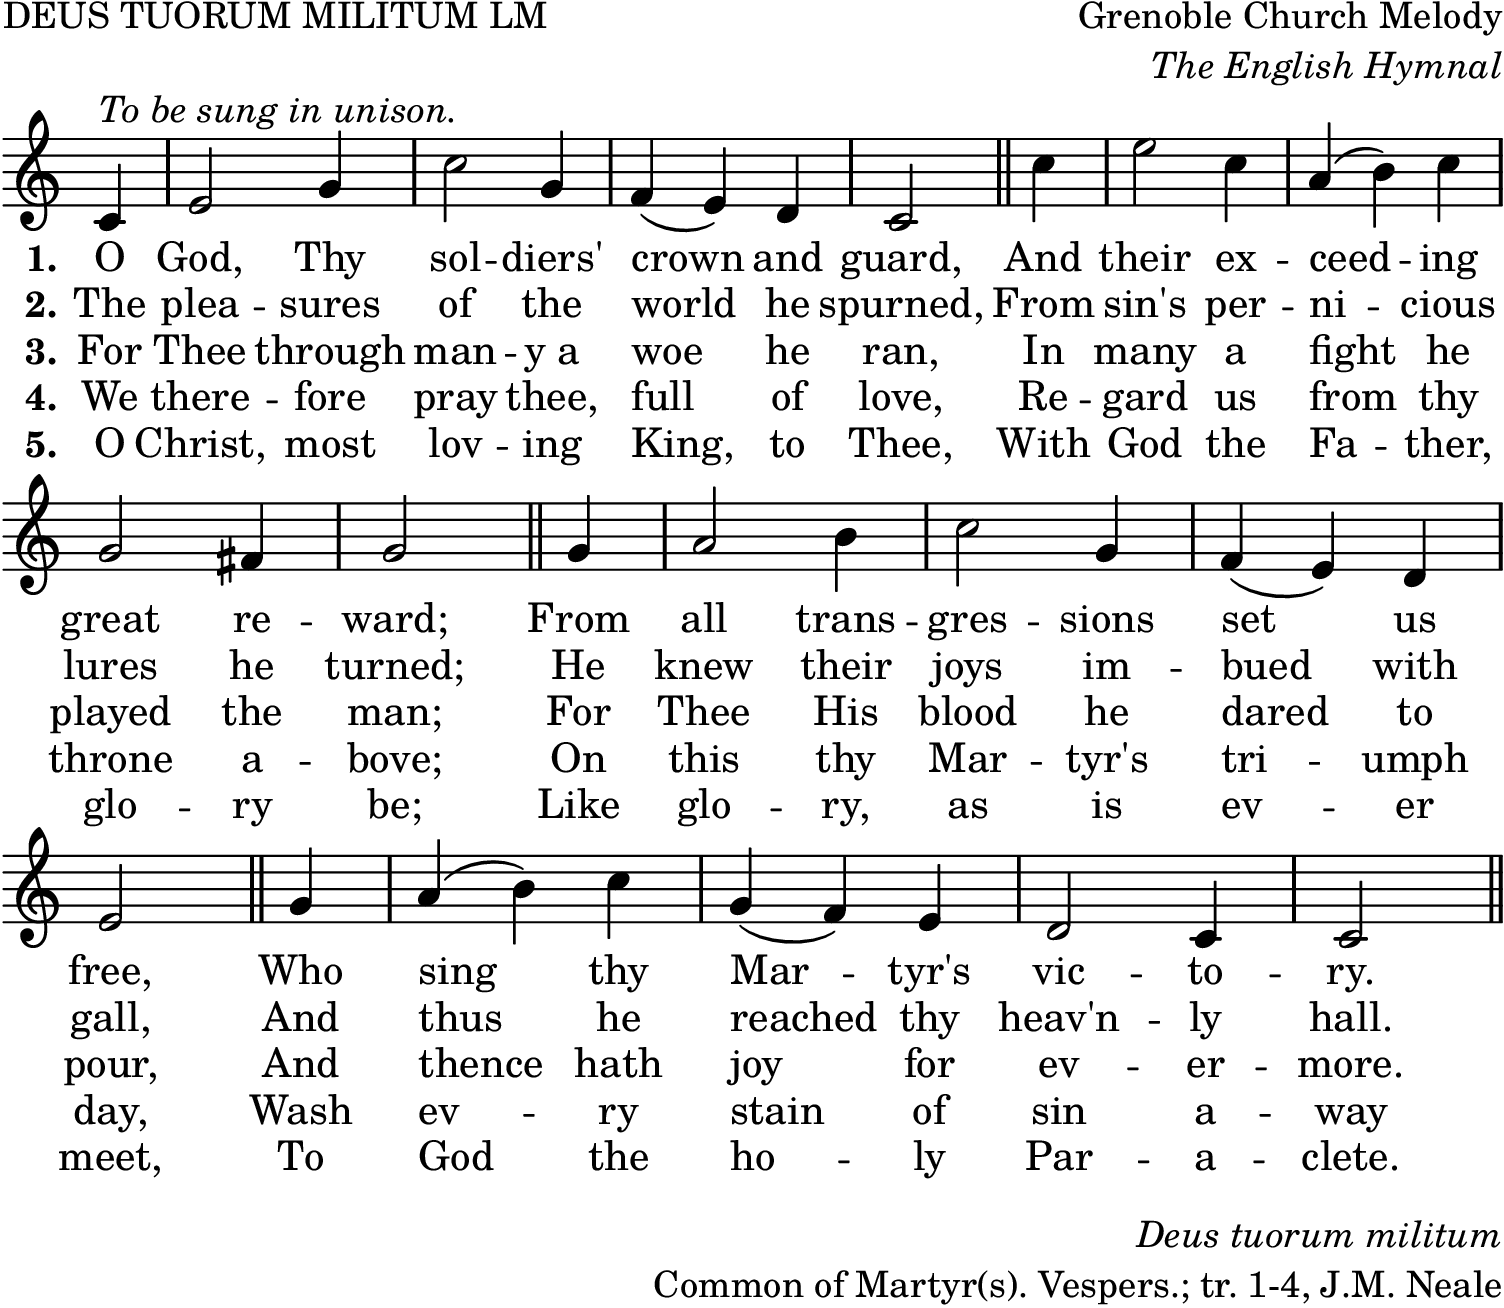 DEUS TUORUM MILITUM LM
Grenoble Church Melody
The English Hymnal
To be sung in unison.
1. O God, Thy sol - diers' crown and guard, And their ex - ceed - ing
2. The plea - sures of the world he spurned, From sin's per - ni - cious
3. For Thee through man - y a woe he ran, In many a fight he
4. We there - fore pray thee, full of love, Re - gard us from thy
5. O Christ, most lov - ing King, to Thee, With God the Fa - ther,
great re - ward; From all trans - gres - sions set us
lures he turned; He knew their joys im - bued with
played the man; For Thee His blood he dared to
throne a - bove; On this thy Mar - tyr's tri - umph
glo - ry be; Like glo - ry, as is ev - er
free, Who sing thy Mar - tyr's vic - to - ry.
gall, And thus he reached thy heav'n - ly hall.
pour, And thence hath joy for ev - er - more.
day, Wash ev - ry stain of sin a - way
meet, To God the ho - ly Par - a - clete.
Deus tuorum militum
Common of Martyr(s). Vespers.; tr. 1-4, J.M. Neale